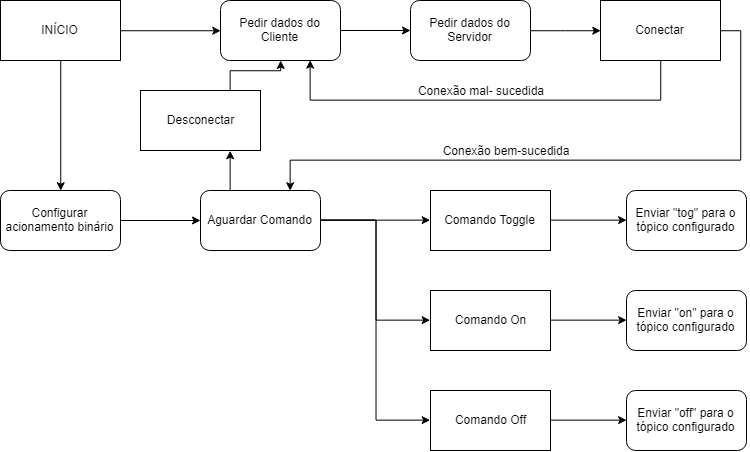 INÍCIO
Pedir dados do
Cliente
Pedir dados do
Servidor
Conectar
Conexão mal- sucedida
Desconectar
Conexão bem-sucedida
Configurar
acionamento binário
Aguardar Comando
Comando Toggle
Enviar "tog" para o
tópico configurado
Comando On
Enviar "on" para o
tópico configurado
Comando Off
Enviar "off" para o
tópico configurado